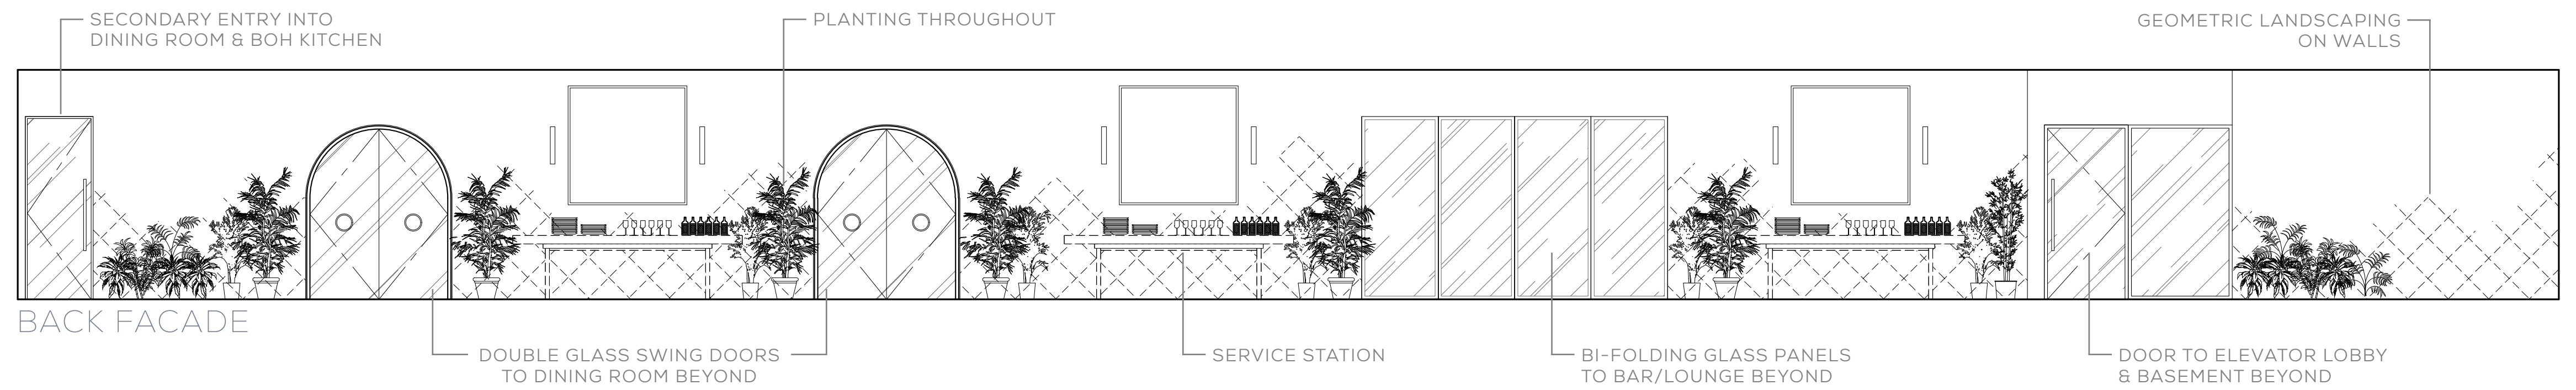 SECONDARY ENTRY INTO
DINING ROOM & BOH KITCHEN
PLANTING THROUGHOUT
GEOMETRIC LANDSCAPING
ON WALLS
BACK FACADE
DOUBLE GLASS SWING DOORS
TO DINING ROOM BEYOND
SERVICE STATION
BI-FOLDING GLASS PANELS
TO BAR/LOUNGE BEYOND
DOOR TO ELEVATOR LOBBY
& BASEMENT BEYOND